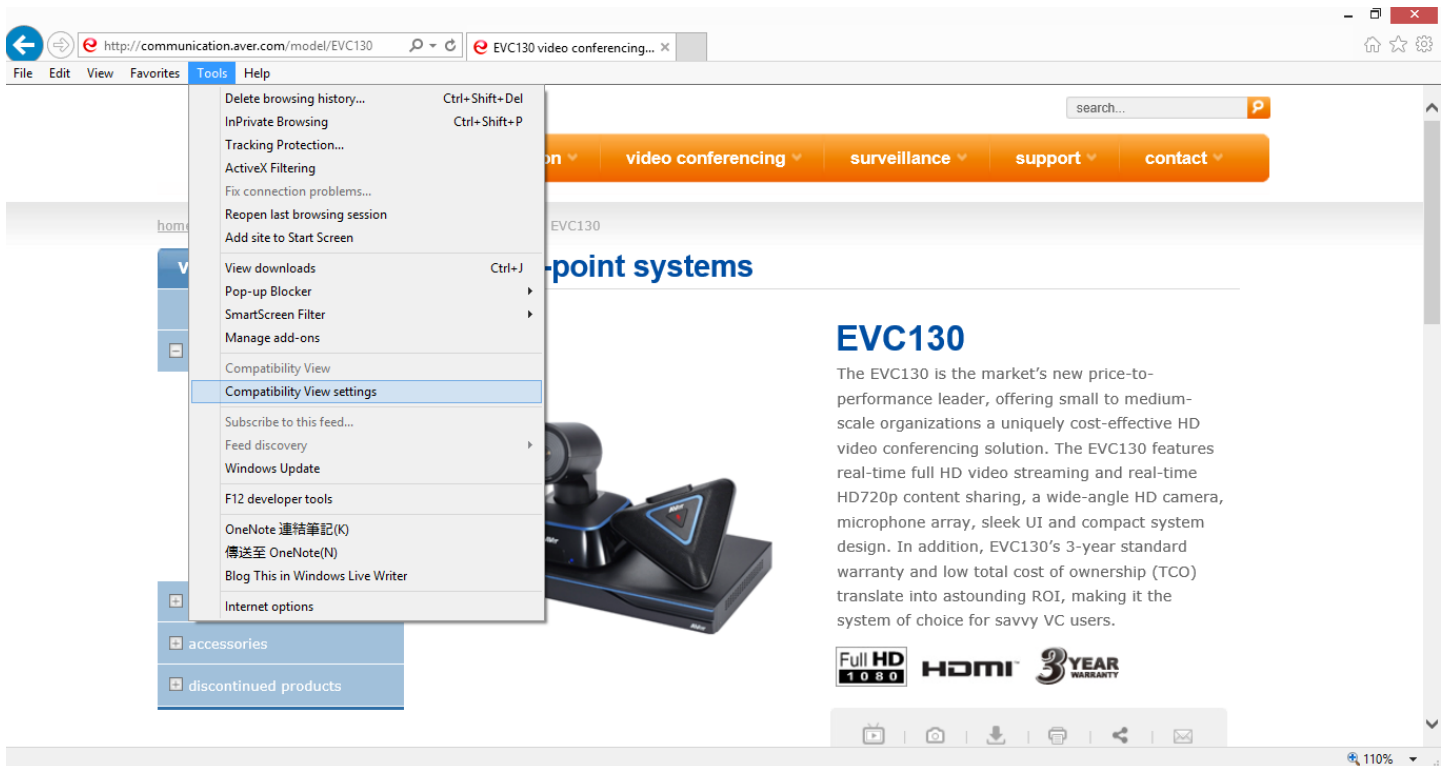 http://communication.aver.com/model/EVC130
EVC130 video conferencing...
File Edit View Favorites Tools Help
Delete browsing history... Ctrl+Shift+Del
InPrivate Browsing Ctrl+Shift+P
Tracking Protection...
ActiveX Filtering
Fix connection problems...
Reopen last browsing session
Add site to Start Screen
View downloads Ctrl+J
Pop-up Blocker
SmartScreen Filter
Manage add-ons
Compatibility View
Compatibility View settings
Subscribe to this feed...
Feed discovery
Windows Update
F12 developer tools
OneNote 連結筆記(K)
傳送至 OneNote(N)
Blog This in Windows Live Writer
Internet options
search...
on video conferencing surveillance support contact
home
EVC130
v
-point systems
accessories
discontinued products
EVC130
The EVC130 is the market’s new price-to-
performance leader, offering small to medium-
scale organizations a uniquely cost-effective HD
video conferencing solution. The EVC130 features
real-time full HD video streaming and real-time
HD720p content sharing, a wide-angle HD camera,
microphone array, sleek UI and compact system
design. In addition, EVC130’s 3-year standard
warranty and low total cost of ownership (TCO)
translate into astounding ROI, making it the
system of choice for savvy VC users.
Full HD
1080
HDMI
3 YEAR
WARRANTY
110%